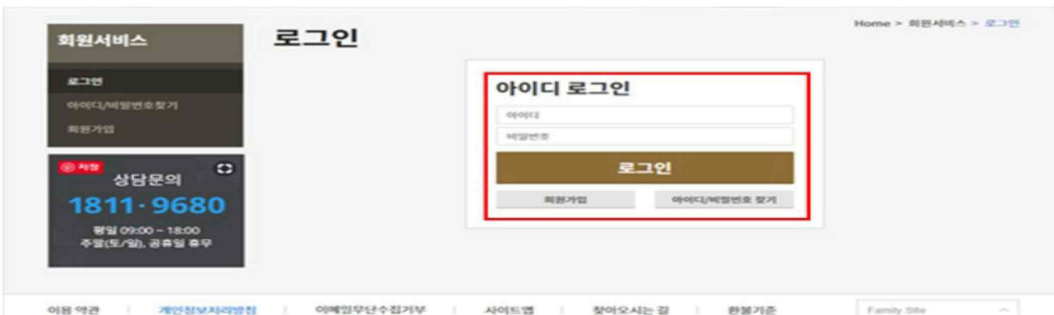 Home > 회원서비스 > 로그인
회원서비스
로그인
로그인
아이디/비밀번호찾기
회원가입
저장
상담문의
1811·9680
평일 09:00 ~ 18:00
주말(토/일), 공휴일 휴무
아이디 로그인
아이디
비밀번호
로그인
회원가입
아이디/비밀번호 찾기
이용 약관
개인정보처리방침
이메일무단수집거부
사이트맵
찾아오시는 길
환불기준
Family Site